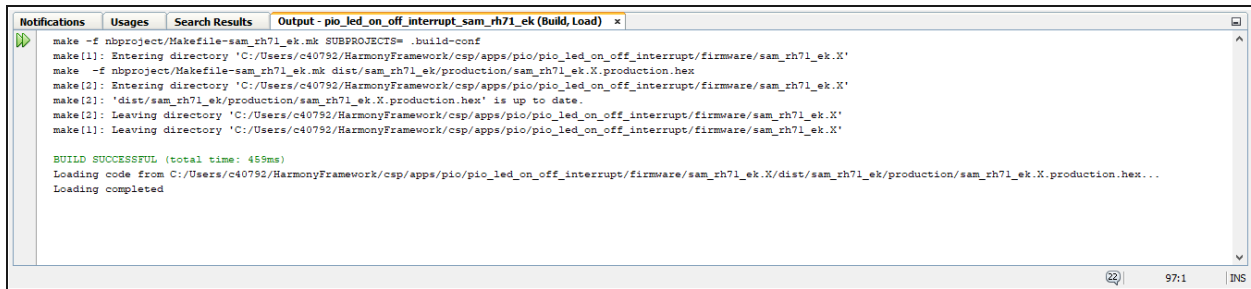 Notifications Usages Search Results Output - pio_led_on_off_interrupt_sam_rh71_ek (Build, Load) ×
make -f nbproject/Makefile-sam_rh71_ek.mk SUBPROJECTS= .build-conf
make[1]: Entering directory 'C:/Users/c40792/HarmonyFramework/csp/apps/pio/pio_led_on_off_interrupt/firmware/sam_rh71_ek.X'
make  -f nbproject/Makefile-sam_rh71_ek.mk dist/sam_rh71_ek/production/sam_rh71_ek.X.production.hex
make[2]: Entering directory 'C:/Users/c40792/HarmonyFramework/csp/apps/pio/pio_led_on_off_interrupt/firmware/sam_rh71_ek.X'
make[2]: 'dist/sam_rh71_ek/production/sam_rh71_ek.X.production.hex' is up to date.
make[2]: Leaving directory 'C:/Users/c40792/HarmonyFramework/csp/apps/pio/pio_led_on_off_interrupt/firmware/sam_rh71_ek.X'
make[1]: Leaving directory 'C:/Users/c40792/HarmonyFramework/csp/apps/pio/pio_led_on_off_interrupt/firmware/sam_rh71_ek.X'
BUILD SUCCESSFUL (total time: 459ms)
Loading code from C:/Users/c40792/HarmonyFramework/csp/apps/pio/pio_led_on_off_interrupt/firmware/sam_rh71_ek.X/dist/sam_rh71_ek/production/sam_rh71_ek.X.production.hex...
Loading completed
22 97:1 INS